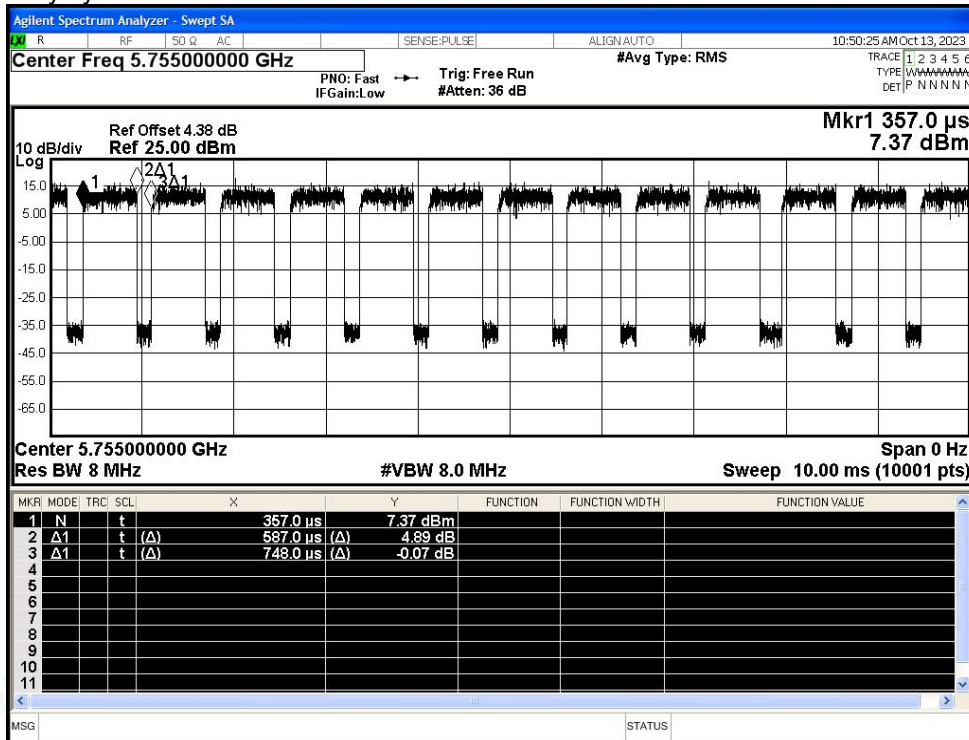 Agilent Spectrum Analyzer - Swept SA
LXI R RF 50 Ω AC SENSE:PULSE ALIGN AUTO 10:50:25 AM Oct 13, 2023
Center Freq 5.755000000 GHz #Avg Type: RMS TRACE 1 2 3 4 5 6
PNO: Fast Trig: Free Run TYPE
IFGain:Low #Atten: 36 dB DET P N N N N N
Mkr1 357.0 µs
Ref Offset 4.38 dB
10 dB/div Ref 25.00 dBm 7.37 dBm
Log
1 2Δ1 3Δ1
15.0
5.00
-5.00
-15.0
-25.0
-35.0
-45.0
-55.0
-65.0
Center 5.755000000 GHz Span 0 Hz
Res BW 8 MHz #VBW 8.0 MHz Sweep 10.00 ms (10001 pts)
MKR MODE TRC SCL X Y FUNCTION FUNCTION WIDTH FUNCTION VALUE
1 N t 357.0 µs 7.37 dBm
2 Δ1 t (Δ) 587.0 µs (Δ) 4.89 dB
3 Δ1 t (Δ) 748.0 µs (Δ) -0.07 dB
4
5
6
7
8
9
10
11
MSG STATUS